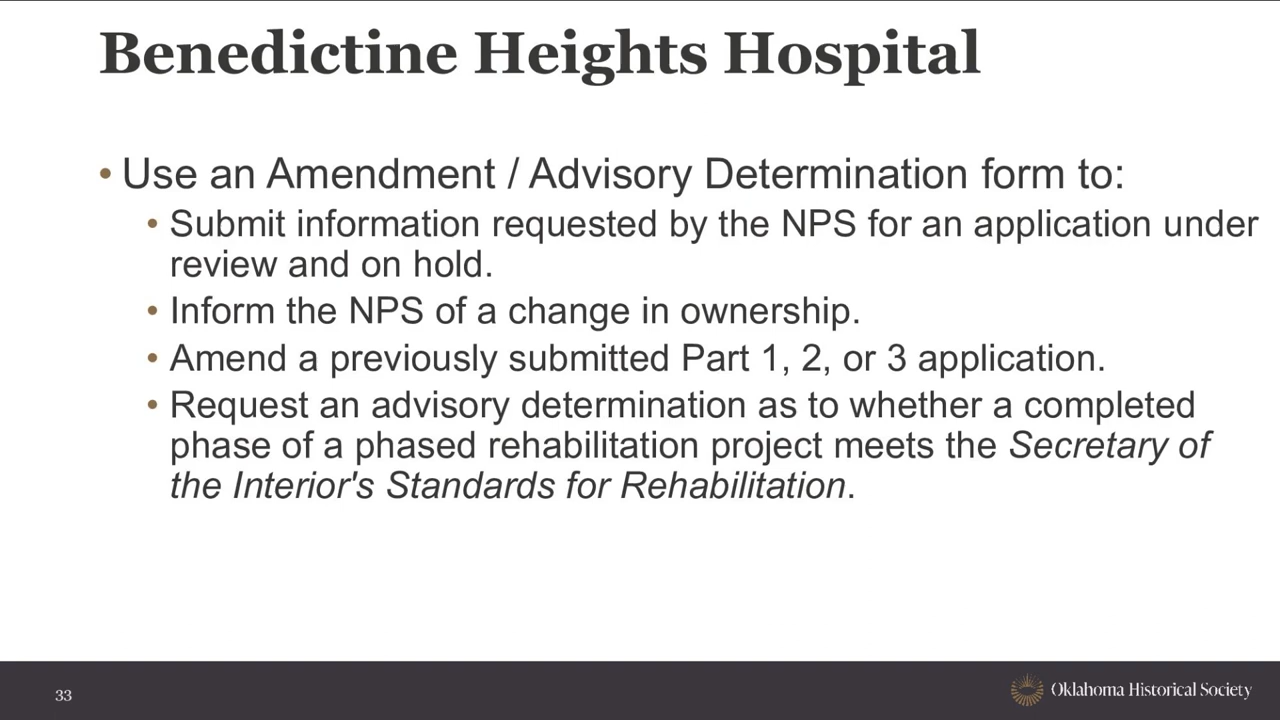 Benedictine Heights Hospital
• Use an Amendment / Advisory Determination form to:
• Submit information requested by the NPS for an application under
review and on hold.
• Inform the NPS of a change in ownership.
• Amend a previously submitted Part 1, 2, or 3 application.
• Request an advisory determination as to whether a completed
phase of a phased rehabilitation project meets the Secretary of
the Interior's Standards for Rehabilitation.
33
Oklahoma Historical Society